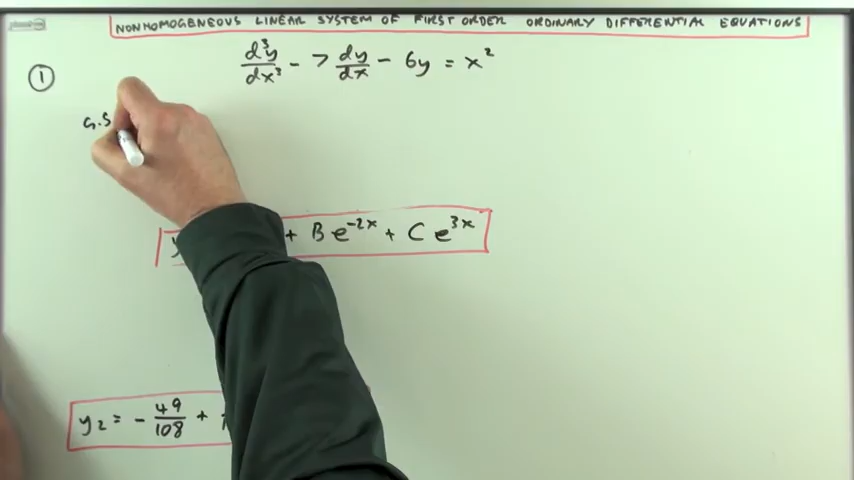 NONHOMOGENEOUS LINEAR SYSTEM OF FIRST ORDER ORDINARY DIFFERENTIAL EQUATIONS
① d³y/dx³ - 7 dy/dx - 6y = x²
G.S
y + Be^-2x + Ce^3x
y₂ = - 49/108 +